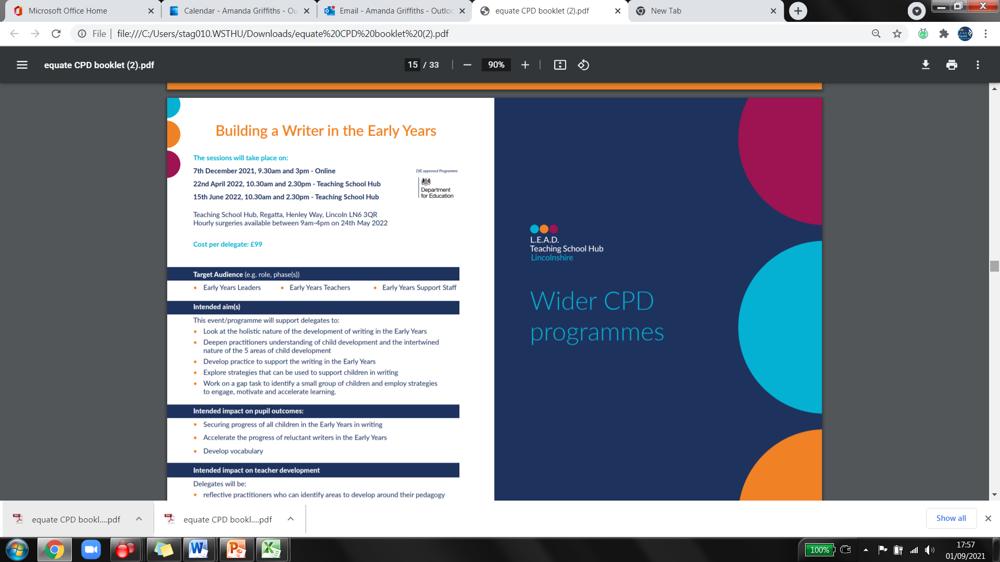 Microsoft Office Home
Calendar - Amanda Griffiths - Ou
Email - Amanda Griffiths - Outloo
equate CPD booklet (2).pdf
New Tab
File | file:///C:/Users/stag010.WSTHU/Downloads/equate%20CPD%20booklet%20(2).pdf
equate CPD booklet (2).pdf
15 / 33
90%
Building a Writer in the Early Years
The sessions will take place on:
7th December 2021, 9.30am and 3pm - Online
22nd April 2022, 10.30am and 2.30pm - Teaching School Hub
15th June 2022, 10.30am and 2.30pm - Teaching School Hub
DfE approved Programme
Department
for Education
Teaching School Hub, Regatta, Henley Way, Lincoln LN6 3QR
Hourly surgeries available between 9am-4pm on 24th May 2022
Cost per delegate: £99
Target Audience (e.g. role, phase(s))
• Early Years Leaders • Early Years Teachers • Early Years Support Staff
Intended aim(s)
This event/programme will support delegates to:
• Look at the holistic nature of the development of writing in the Early Years
• Deepen practitioners understanding of child development and the intertwined
nature of the 5 areas of child development
• Develop practice to support the writing in the Early Years
• Explore strategies that can be used to support children in writing
• Work on a gap task to identify a small group of children and employ strategies
to engage, motivate and accelerate learning.
Intended impact on pupil outcomes:
• Securing progress of all children in the Early Years in writing
• Accelerate the progress of reluctant writers in the Early Years
• Develop vocabulary
Intended impact on teacher development
Delegates will be:
• reflective practitioners who can identify areas to develop around their pedagogy
L.E.A.D.
Teaching School Hub
Lincolnshire
Wider CPD
programmes
equate CPD bookl....pdf
equate CPD bookl....pdf
Show all
100%
17:57
01/09/2021